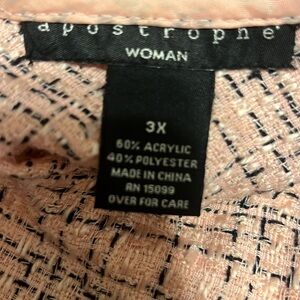 apostrophe
WOMAN
3X
60% ACRYLIC
40% POLYESTER
MADE IN CHINA
RN 15099
OVER FOR CARE